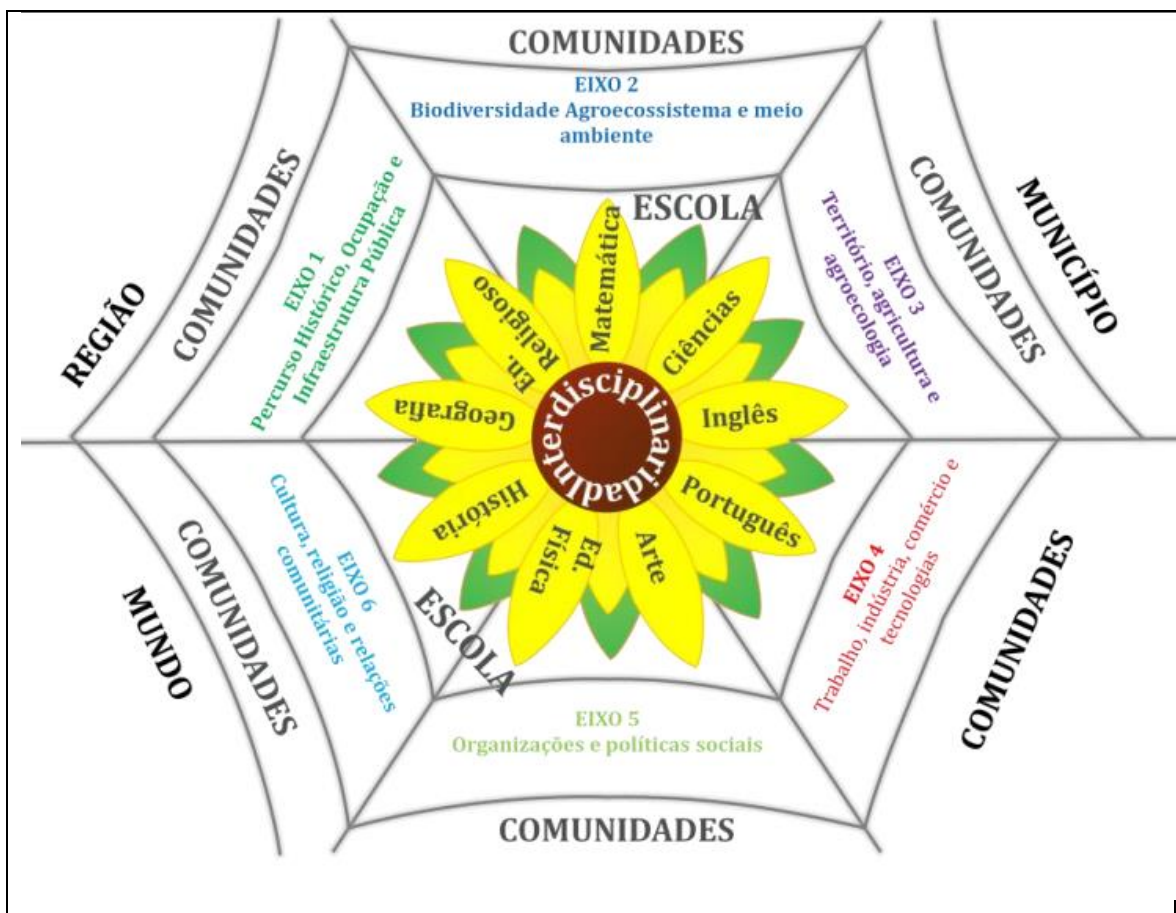 COMUNIDADES
EIXO 2
Biodiversidade Agroecossistema e meio
ambiente
ESCOLA
COMUNIDADES
EIXO 1
Percurso Histórico, Ocupação e
Infraestrutura Pública
REGIÃO
EIXO 3
Território, agricultura e
agroecologia
COMUNIDADES
MUNICÍPIO
Matemática
Ciências
Inglês
Português
Arte
Ed.
Física
História
Geografia
En.
Religioso
Interdisciplinaridad
EIXO 4
Trabalho, indústria, comércio e
tecnologias
COMUNIDADES
EIXO 6
Cultura, religião e relações
comunitárias
COMUNIDADES
MUNDO
ESCOLA
EIXO 5
Organizações e políticas sociais
COMUNIDADES